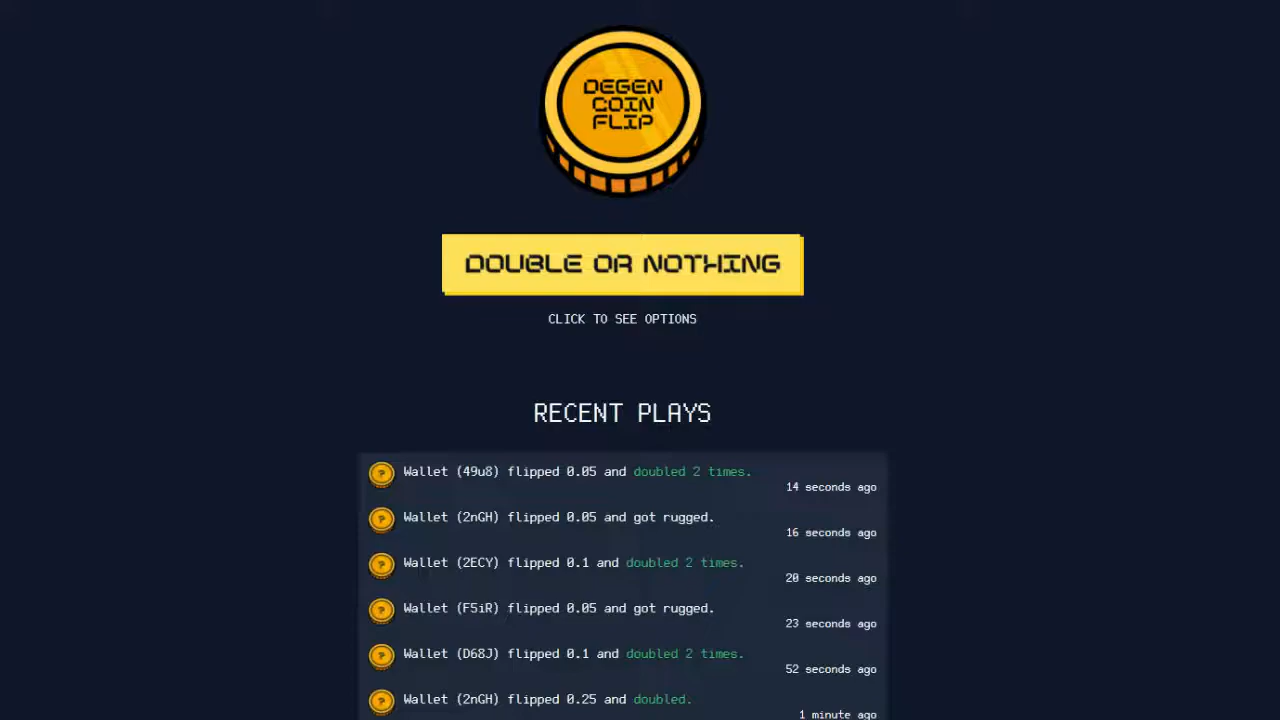 DEGEN
COIN
FLIP
DOUBLE OR NOTHING
CLICK TO SEE OPTIONS
RECENT PLAYS
Wallet (49u8) flipped 0.05 and doubled 2 times.
14 seconds ago
Wallet (2nGH) flipped 0.05 and got rugged.
16 seconds ago
Wallet (2ECY) flipped 0.1 and doubled 2 times.
20 seconds ago
Wallet (F5iR) flipped 0.05 and got rugged.
23 seconds ago
Wallet (D68J) flipped 0.1 and doubled 2 times.
52 seconds ago
Wallet (2nGH) flipped 0.25 and doubled.
1 minute ago